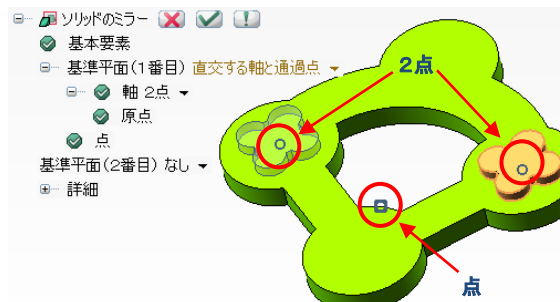 ソリッドのミラー
基本要素
基準平面(1番目) 直交する軸と通過点
軸 2点
原点
点
基準平面(2番目) なし
詳細
2点
点